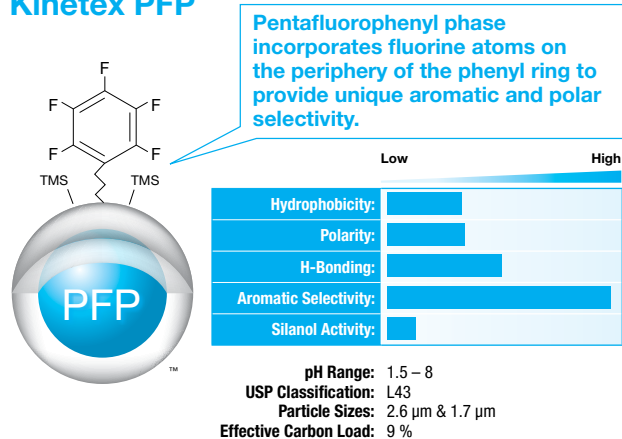 Kinetex PFP
Pentafluorophenyl phase
incorporates fluorine atoms on
the periphery of the phenyl ring to
provide unique aromatic and polar
selectivity.
F
F F
F F
TMS TMS
PFP
™
Low High
Hydrophobicity:
Polarity:
H-Bonding:
Aromatic Selectivity:
Silanol Activity:
pH Range: 1.5 – 8
USP Classification: L43
Particle Sizes: 2.6 µm & 1.7 µm
Effective Carbon Load: 9 %